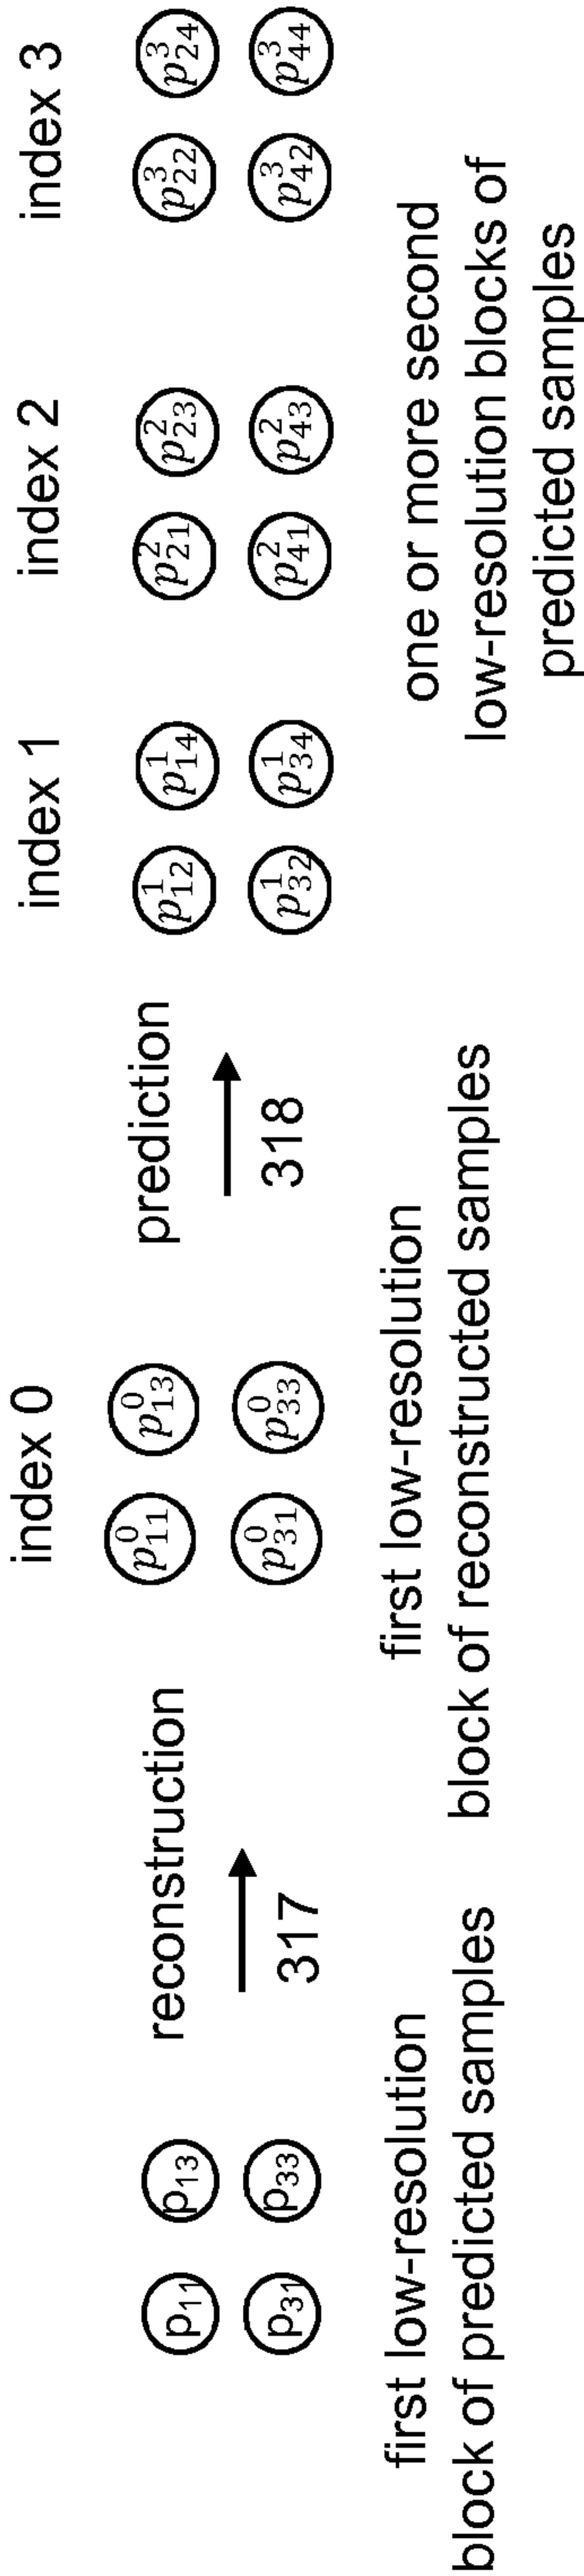 p₁₁ p₁₃
p₃₁ p₃₃
first low-resolution
block of predicted samples
reconstruction
317
index 0
p⁰₁₁ p⁰₁₃
p⁰₃₁ p⁰₃₃
first low-resolution
block of reconstructed samples
prediction
318
index 1
p¹₁₂ p¹₁₄
p¹₃₂ p¹₃₄
index 2
p²₂₁ p²₂₃
p²₄₁ p²₄₃
index 3
p³₂₂ p³₂₄
p³₄₂ p³₄₄
one or more second
low-resolution blocks of
predicted samples